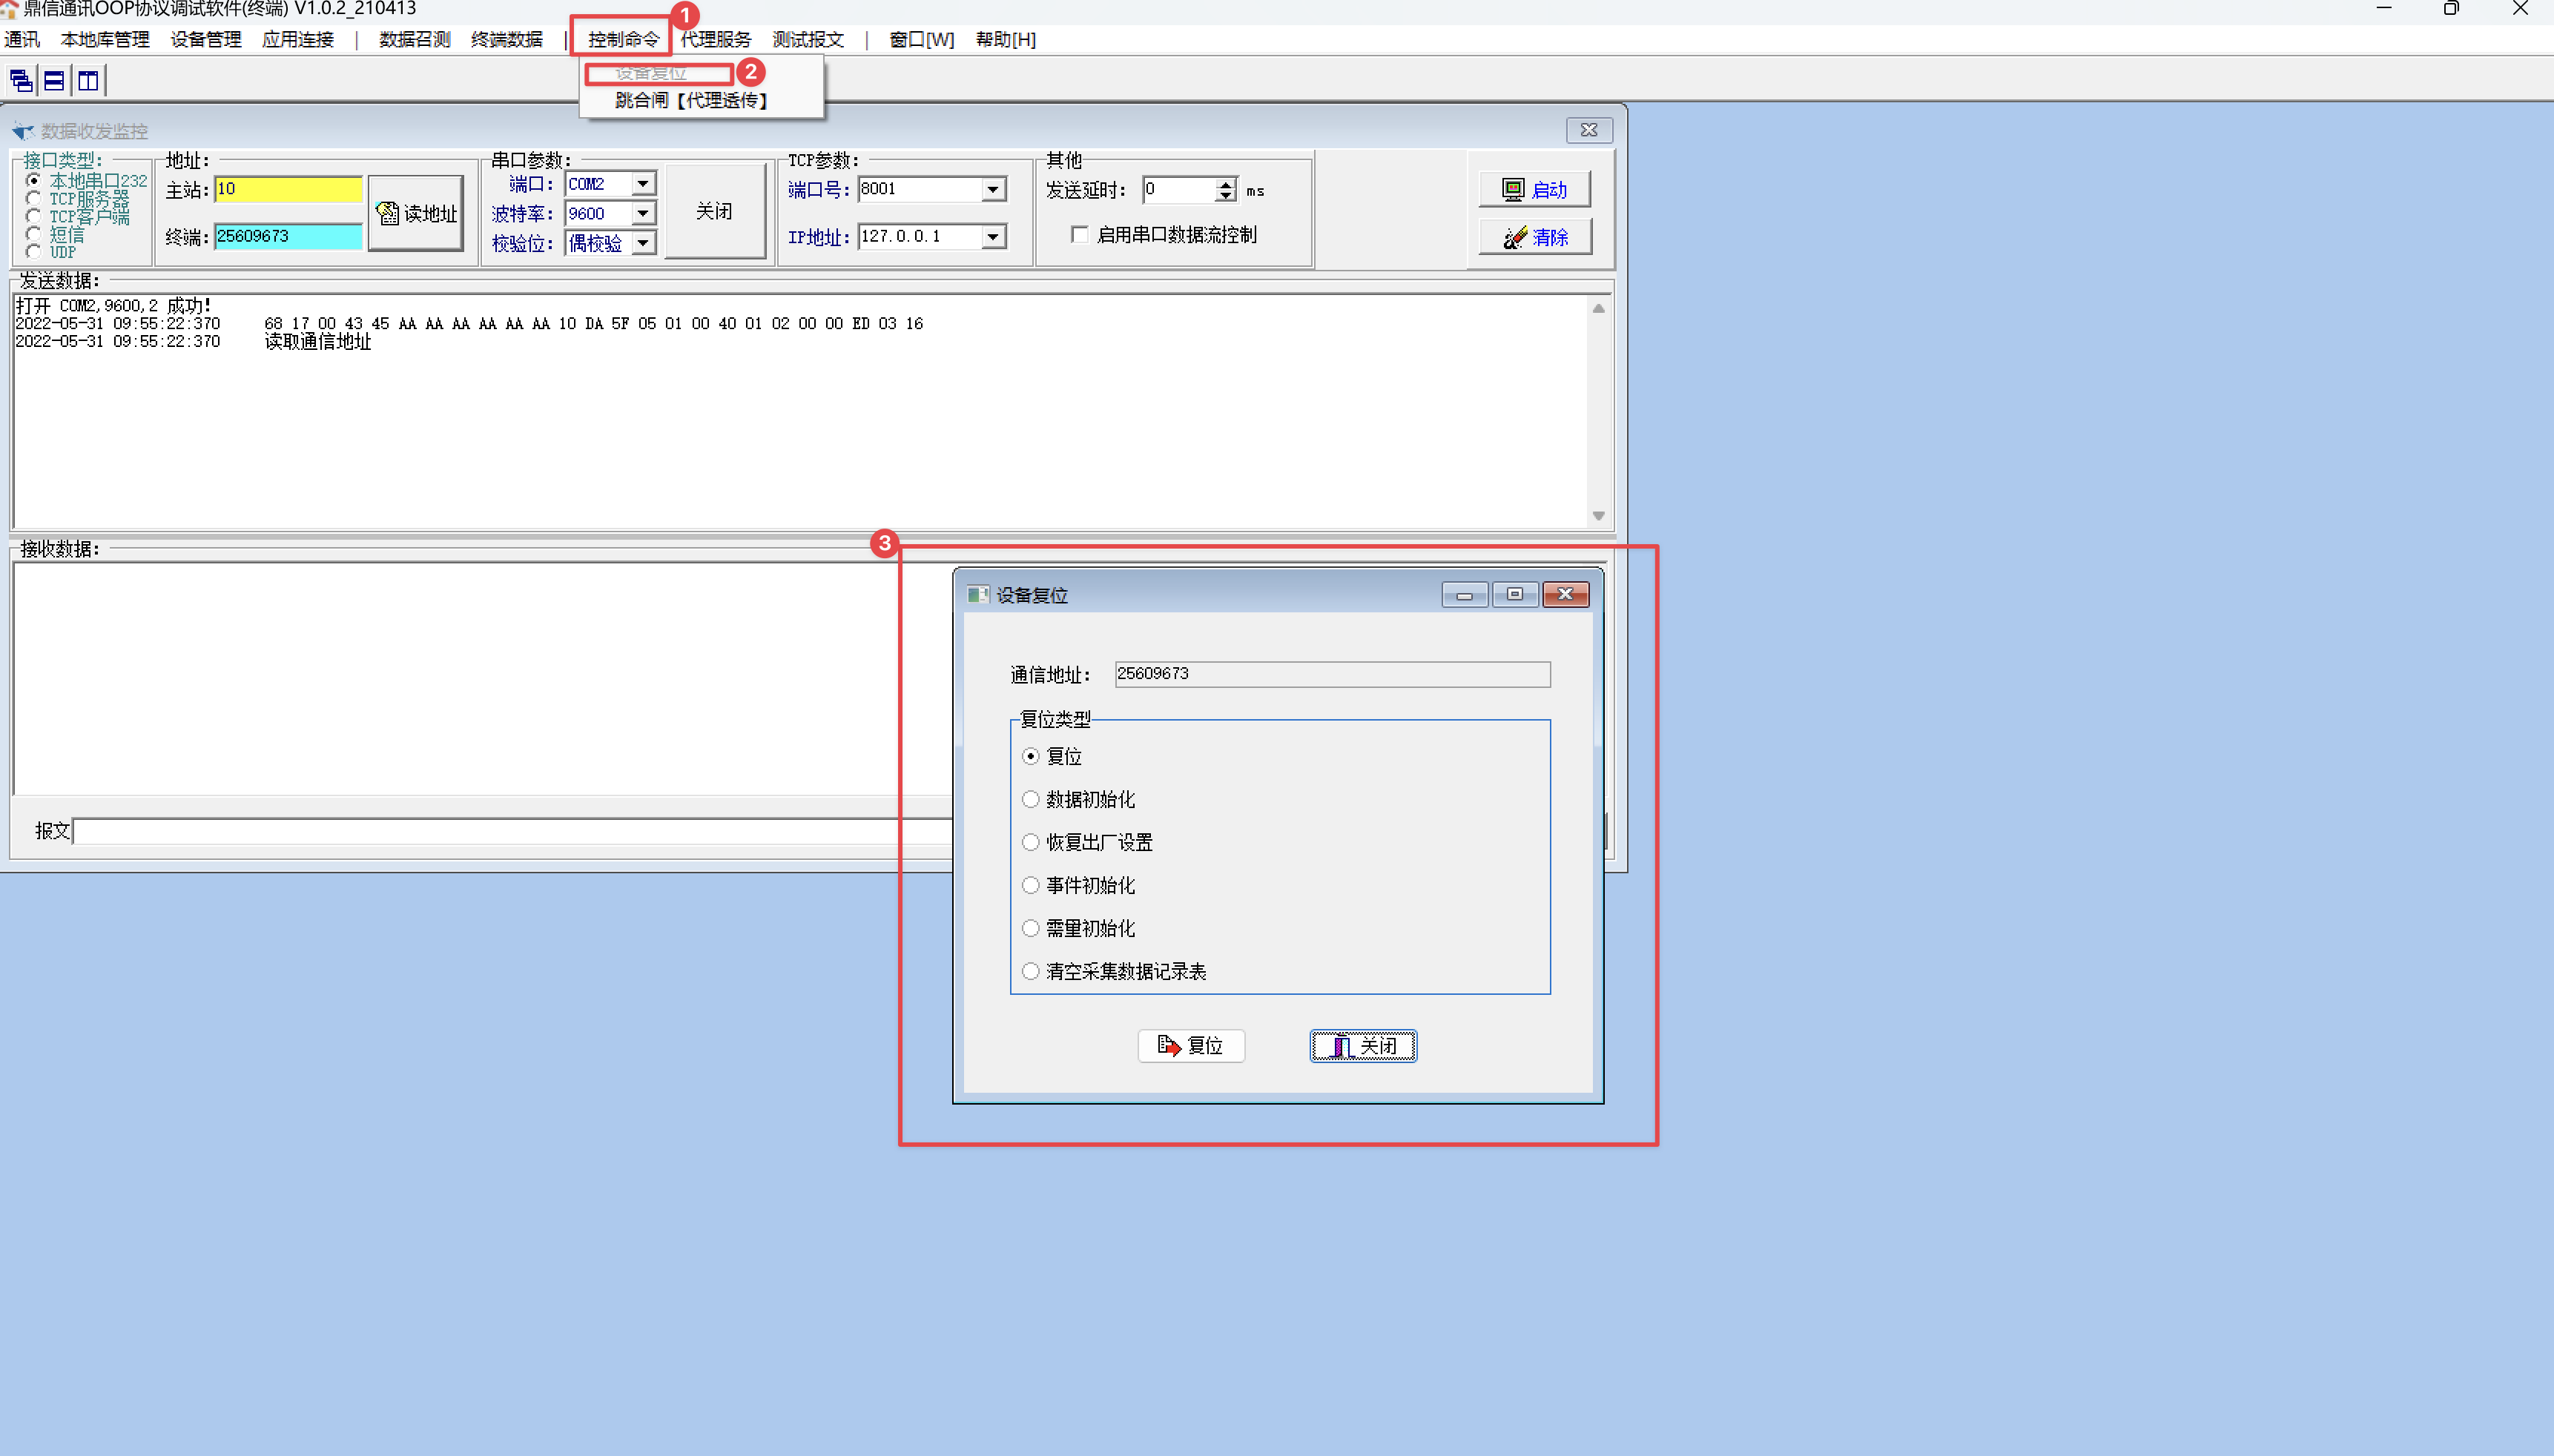 鼎信通讯OOP协议调试软件(终端) V1.0.2_210413
通讯 本地库管理 设备管理 应用连接 | 数据召测 终端数据 | 控制命令 代理服务 测试报文 | 窗口[W] 帮助[H]
1
设备复位
2
跳合闸【代理透传】
数据收发监控
接口类型:
本地串口232
TCP服务器
TCP客户端
短信
UDP
地址:
主站: 10
终端: 25609673
读地址
串口参数:
端口: COM2
波特率: 9600
校验位: 偶校验
关闭
TCP参数:
端口号: 8001
IP地址: 127.0.0.1
其他
发送延时: 0 ms
启用串口数据流控制
启动
清除
发送数据:
打开 COM2,9600,2 成功!
2022-05-31 09:55:22:370 68 17 00 43 45 AA AA AA AA AA AA 10 DA 5F 05 01 00 40 01 02 00 00 ED 03 16
2022-05-31 09:55:22:370 读取通信地址
接收数据:
3
报文
设备复位
通信地址: 25609673
复位类型
复位
数据初始化
恢复出厂设置
事件初始化
需量初始化
清空采集数据记录表
复位
关闭